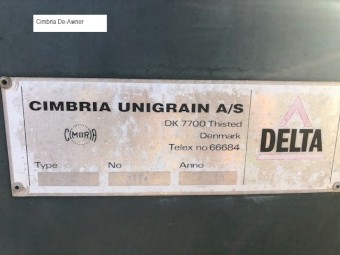 Cimbria De-Awner
CIMBRIA UNIGRAIN A/S
CIMBRIA
DK 7700 Thisted
Denmark
Telex no 66684
DELTA
Type
No
Anno